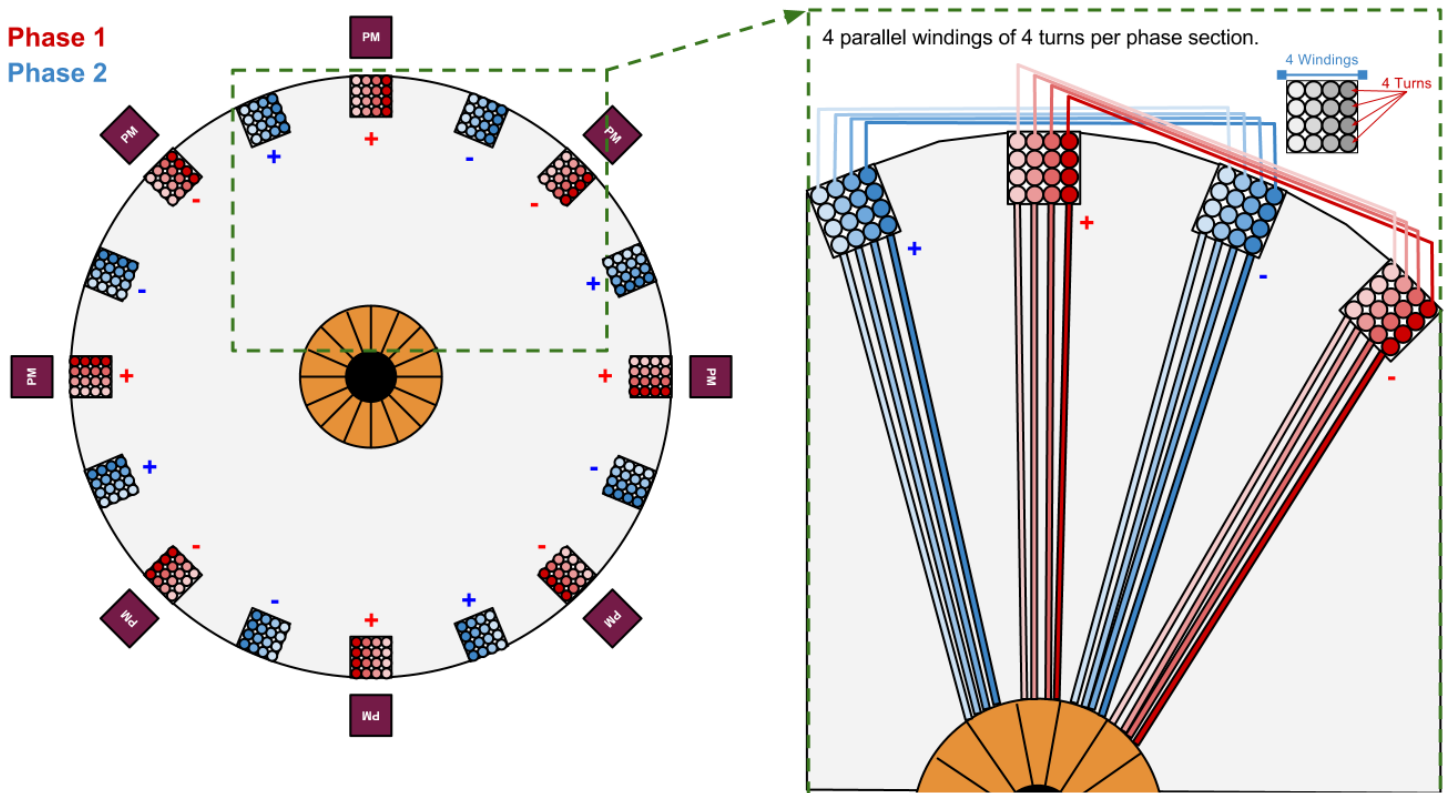 Phase 1
Phase 2
PM
PM
PM
PM
PM
PM
PM
PM
+
+
-
-
-
+
-
+
+
+
-
-
-
-
+
+
4 parallel windings of 4 turns per phase section.
4 Windings
4 Turns
+
+
-
-